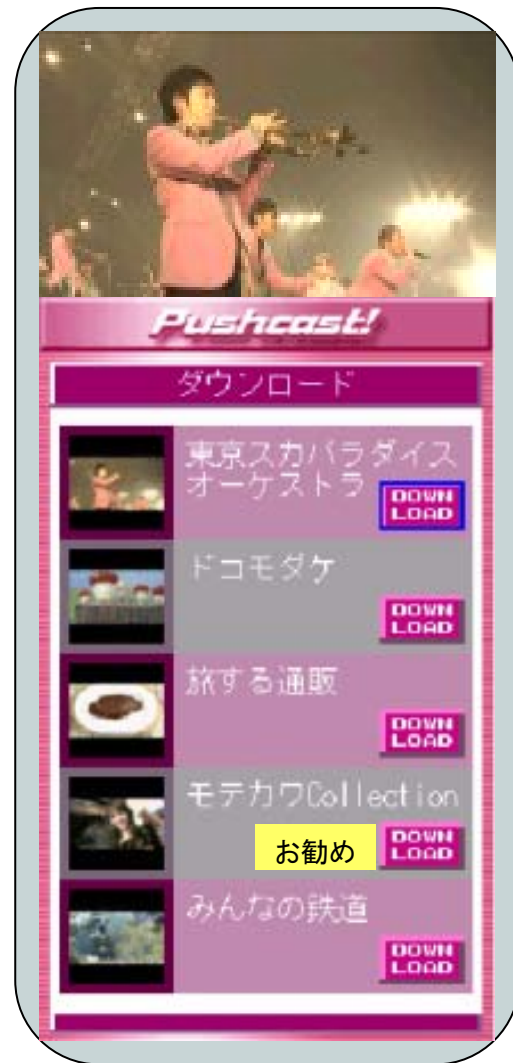 Pushcast!
ダウンロード
東京スカパラダイス
オーケストラ
DOWN
LOAD
ドコモダケ
DOWN
LOAD
旅する通販
DOWN
LOAD
モテカワCollection
お勧め
DOWN
LOAD
みんなの鉄道
DOWN
LOAD